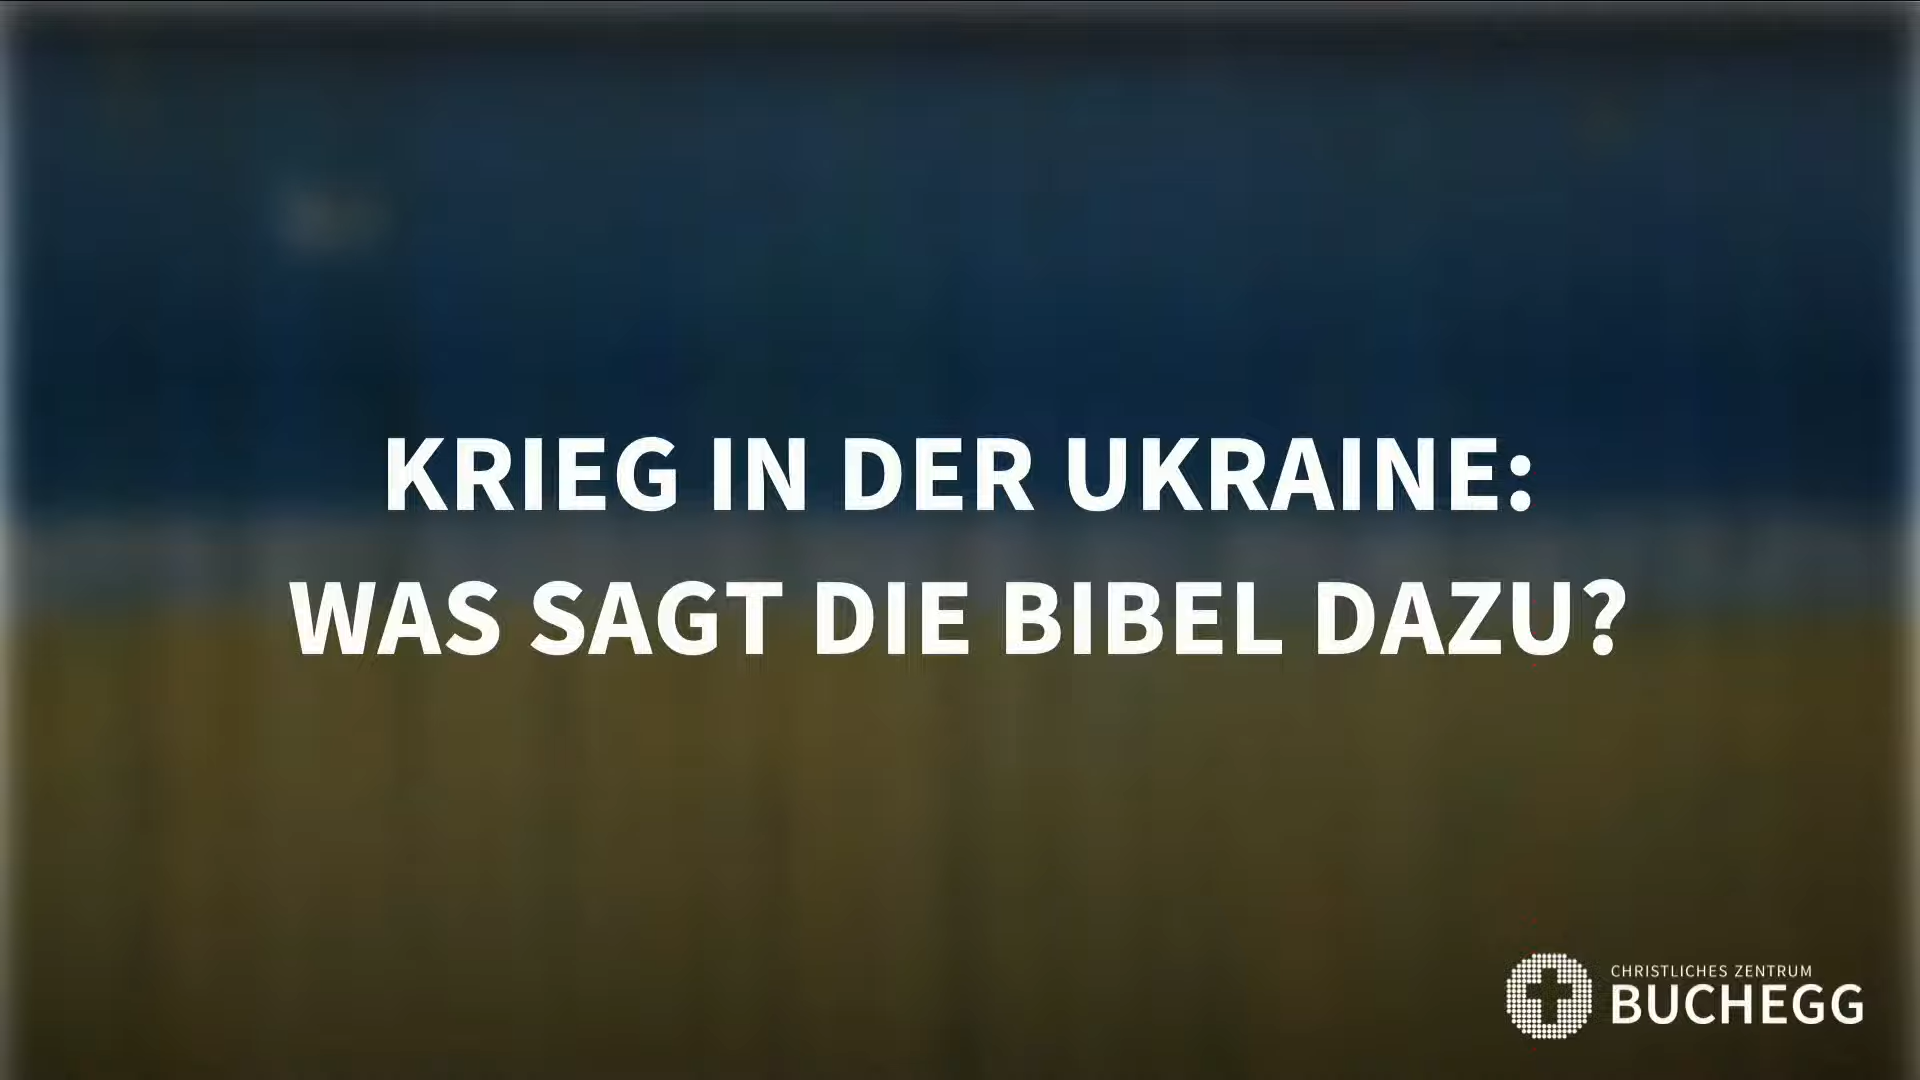 KRIEG IN DER UKRAINE:
WAS SAGT DIE BIBEL DAZU?
CHRISTLICHES ZENTRUM
BUCHEGG